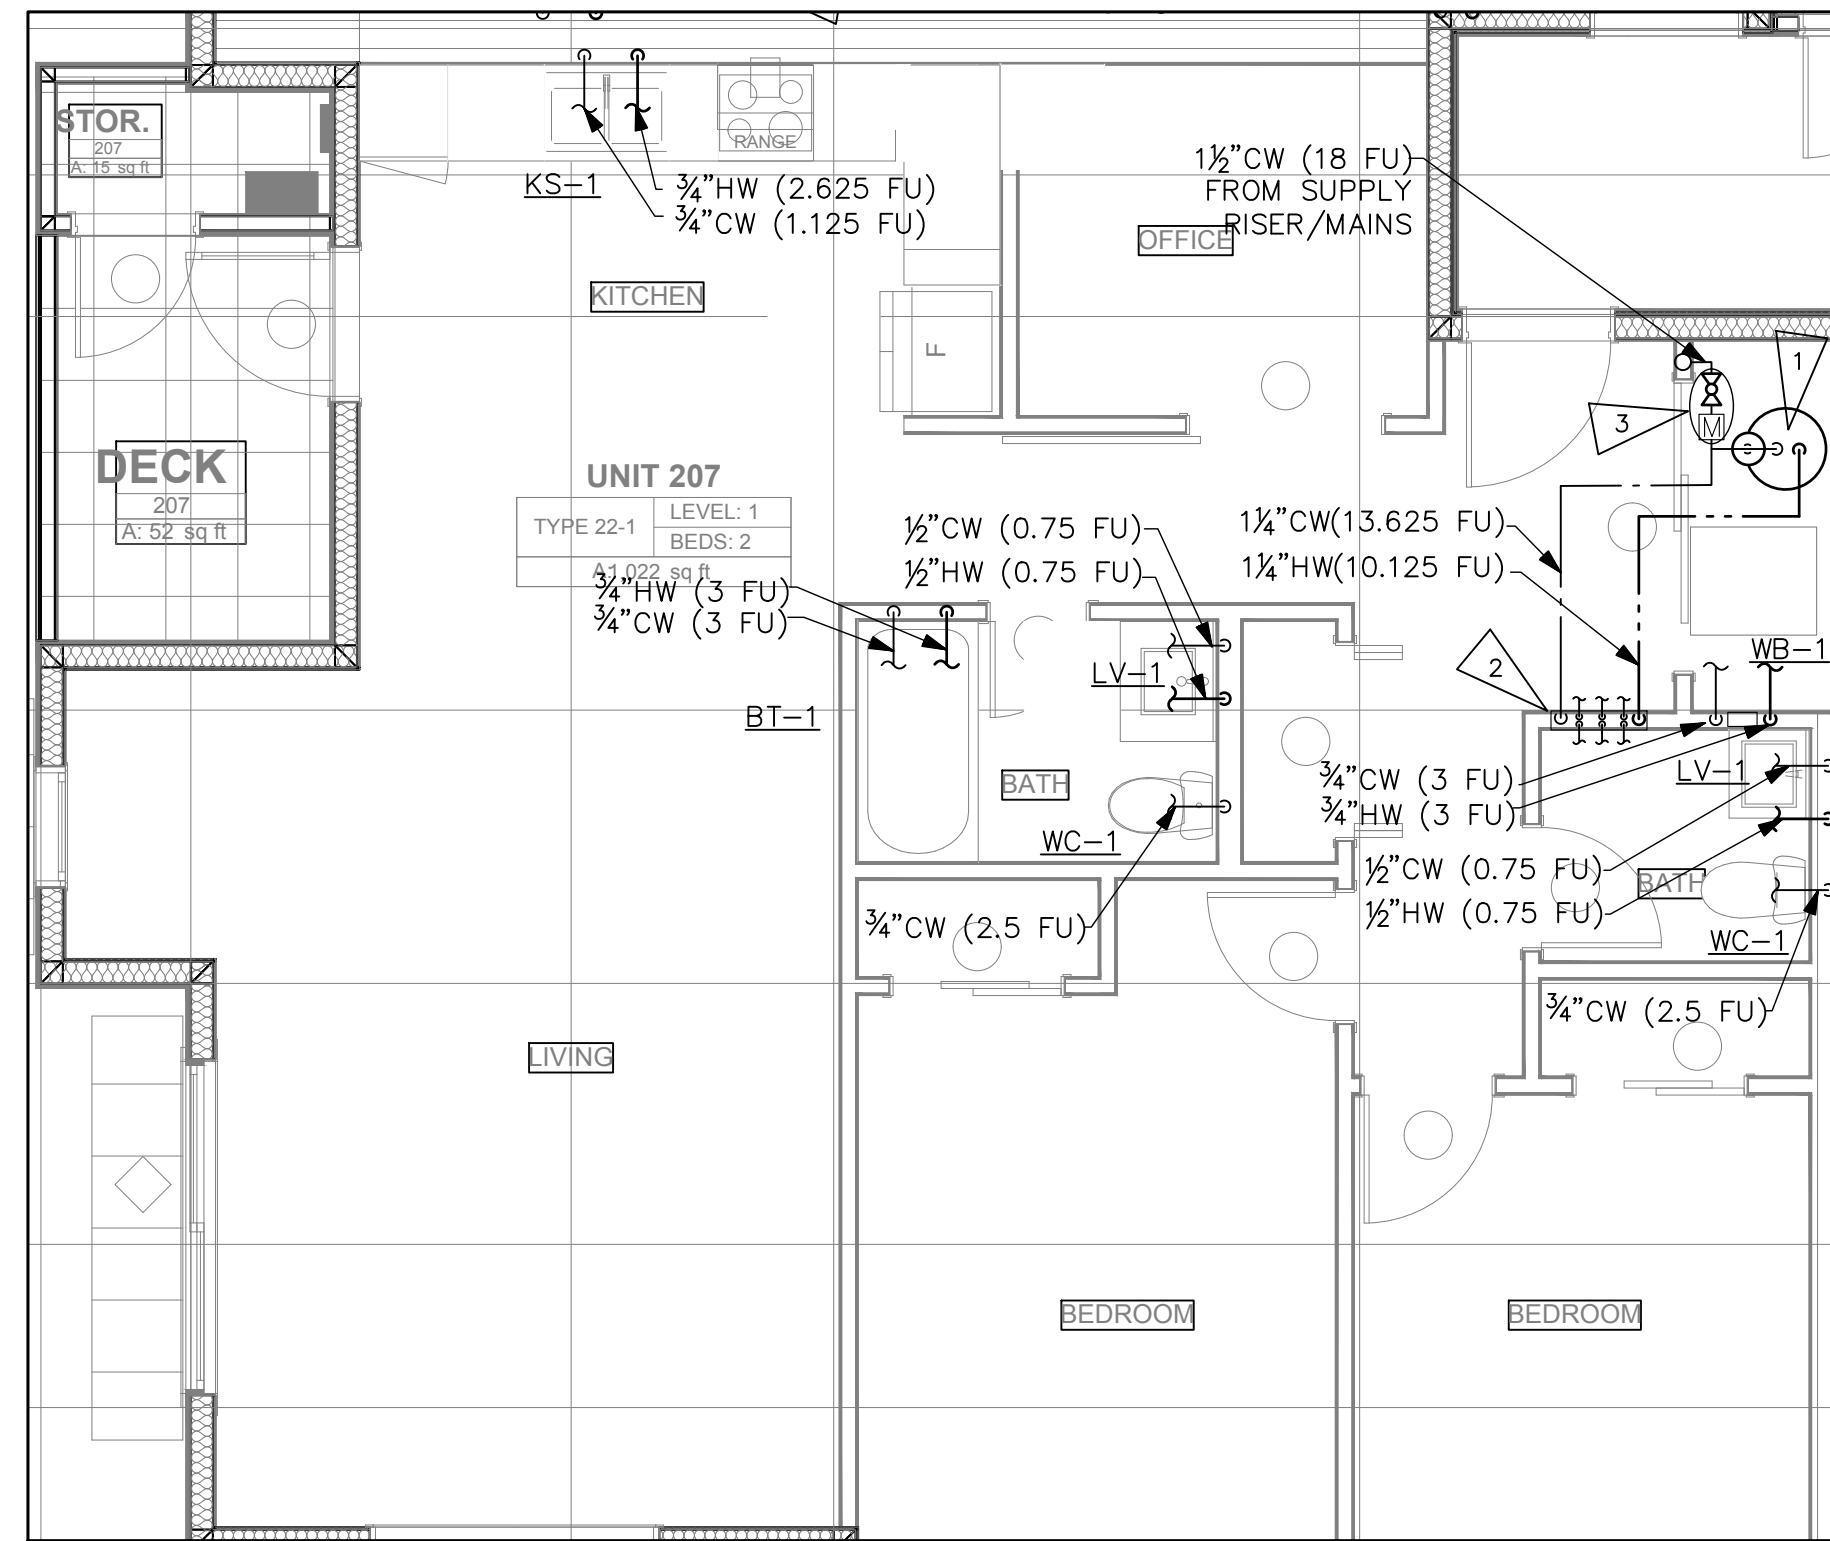 STOR.
207
A: 15 sq ft
RANGE
KS-1
¾"HW (2.625 FU)
¾"CW (1.125 FU)
1½"CW (18 FU)
FROM SUPPLY
RISER/MAINS
OFFICE
KITCHEN
F
1
3
M
DECK
207
A: 52 sq ft
UNIT 207
TYPE 22-1
LEVEL: 1
BEDS: 2
A:1,022 sq ft
½"CW (0.75 FU)
½"HW (0.75 FU)
1¼"CW(13.625 FU)
1¼"HW(10.125 FU)
¾"HW (3 FU)
¾"CW (3 FU)
2
WB-1
LV-1
BT-1
BATH
WC-1
¾"CW (3 FU)
¾"HW (3 FU)
LV-1
½"CW (0.75 FU)
½"HW (0.75 FU)
BATH
WC-1
¾"CW (2.5 FU)
¾"CW (2.5 FU)
LIVING
BEDROOM
BEDROOM